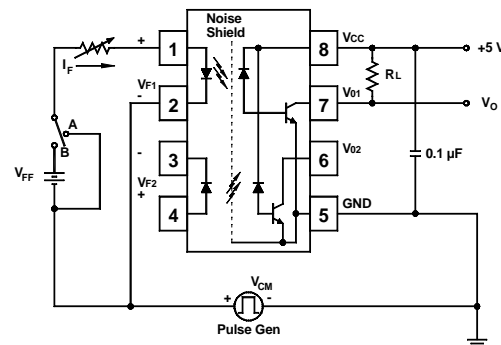 Noise
Shield
+ 1 8 VCC +5 V
IF
VF1
- 2 7 V01 RL VO
A
B
VFF
- 3 6 V02
VF2
+ 4 5 GND
0.1 µF
VCM
+ -
Pulse Gen